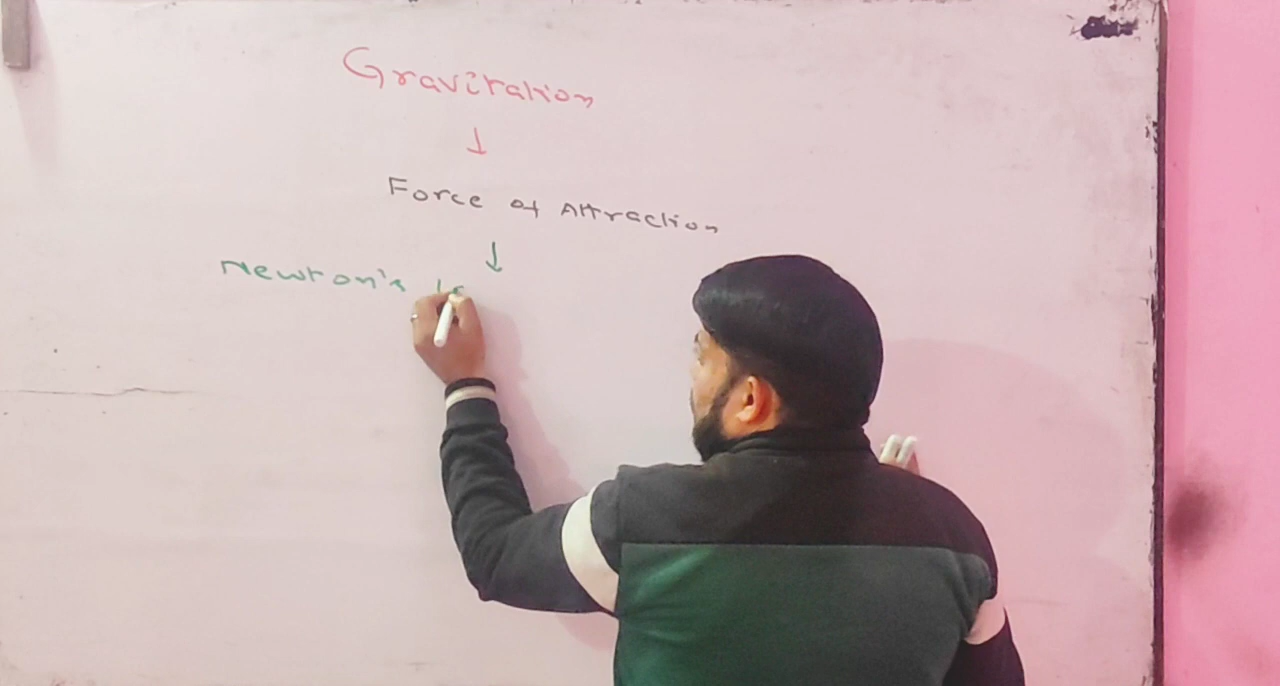 Gravitation
↓
Force of Attraction
↓
Newton's